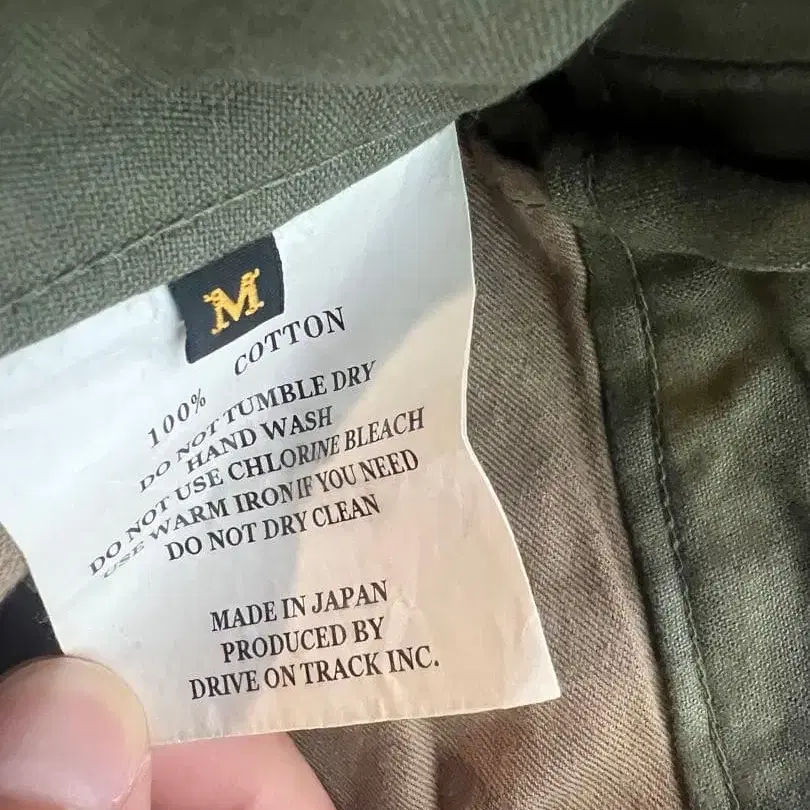 M
100% COTTON
DO NOT TUMBLE DRY
HAND WASH
DO NOT USE CHLORINE BLEACH
USE WARM IRON IF YOU NEED
DO NOT DRY CLEAN
MADE IN JAPAN
PRODUCED BY
DRIVE ON TRACK INC.